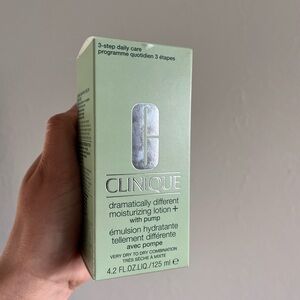 3-step daily care
programme quotidien 3 étapes
CLINIQUE
dramatically different
moisturizing lotion+
with pump
émulsion hydratante
tellement différente
avec pompe
VERY DRY TO DRY COMBINATION
TRÈS SÈCHE À MIXTE
4.2 FL.OZ.LIQ./125 ml e